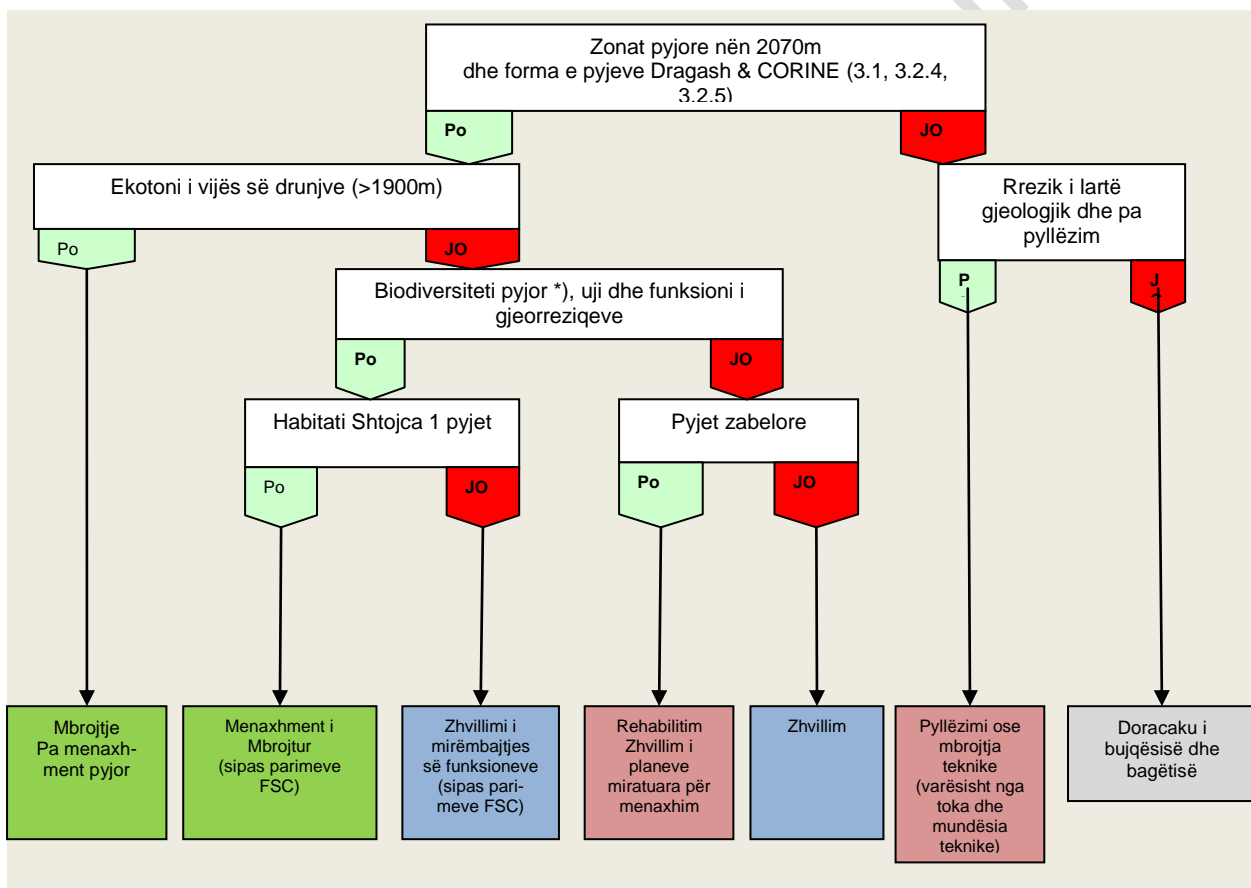 Zonat pyjore nën 2070m
dhe forma e pyjeve Dragash & CORINE (3.1, 3.2.4,
3.2.5)
Po
JO
Ekotoni i vijës së drunjve (>1900m)
Rrezik i lartë
gjeologjik dhe pa
pyllëzim
Po
JO
P
J
Biodiversiteti pyjor *), uji dhe funksioni i
gjeorreziqeve
Po
JO
Habitati Shtojca 1 pyjet
Pyjet zabelore
Po
JO
Po
JO
Mbrojtje
Pa menaxh-
ment pyjor
Menaxhment i
Mbrojtur
(sipas parimeve
FSC)
Zhvillimi i
mirëmbajtjes
së funksioneve
(sipas pari-
meve FSC)
Rehabilitim
Zhvillim i
planeve
miratuara për
menaxhim
Zhvillim
Pyllëzimi ose
mbrojtja
teknike
(varësisht nga
toka dhe
mundësia
teknike)
Doracaku i
bujqësisë dhe
bagëtisë